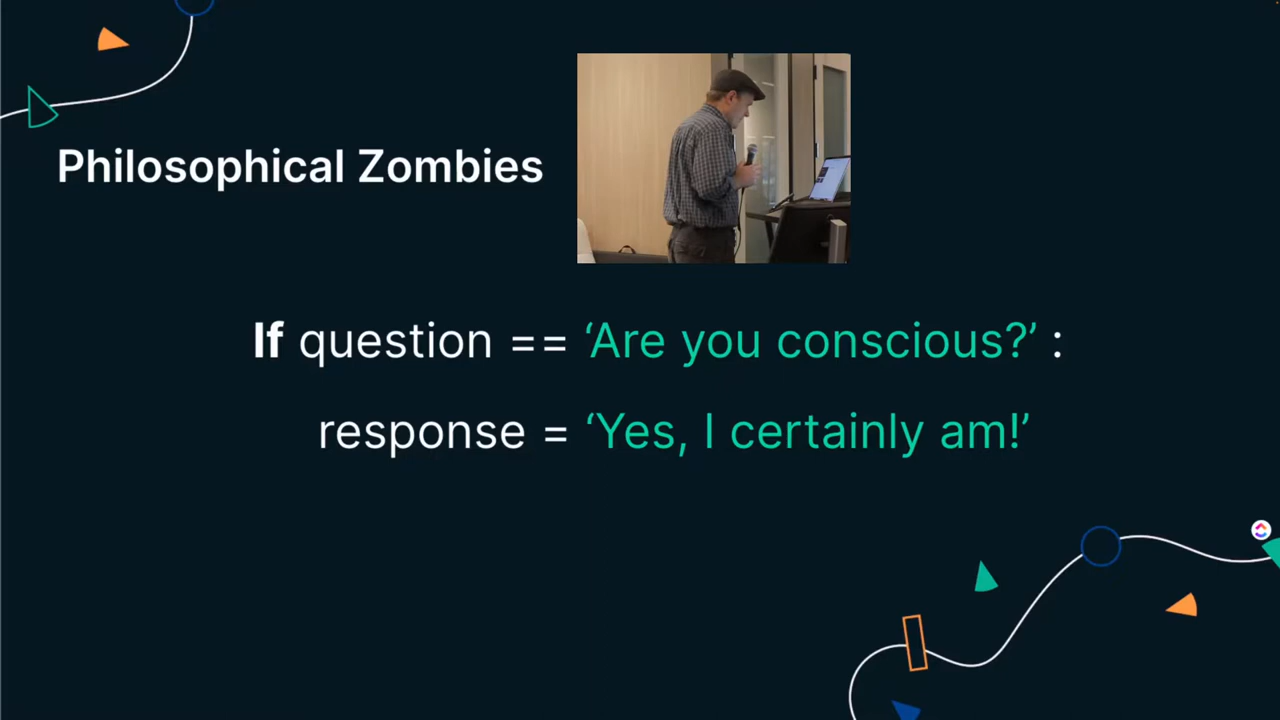 Philosophical Zombies
If question == ‘Are you conscious?’ :
response = ‘Yes, I certainly am!’